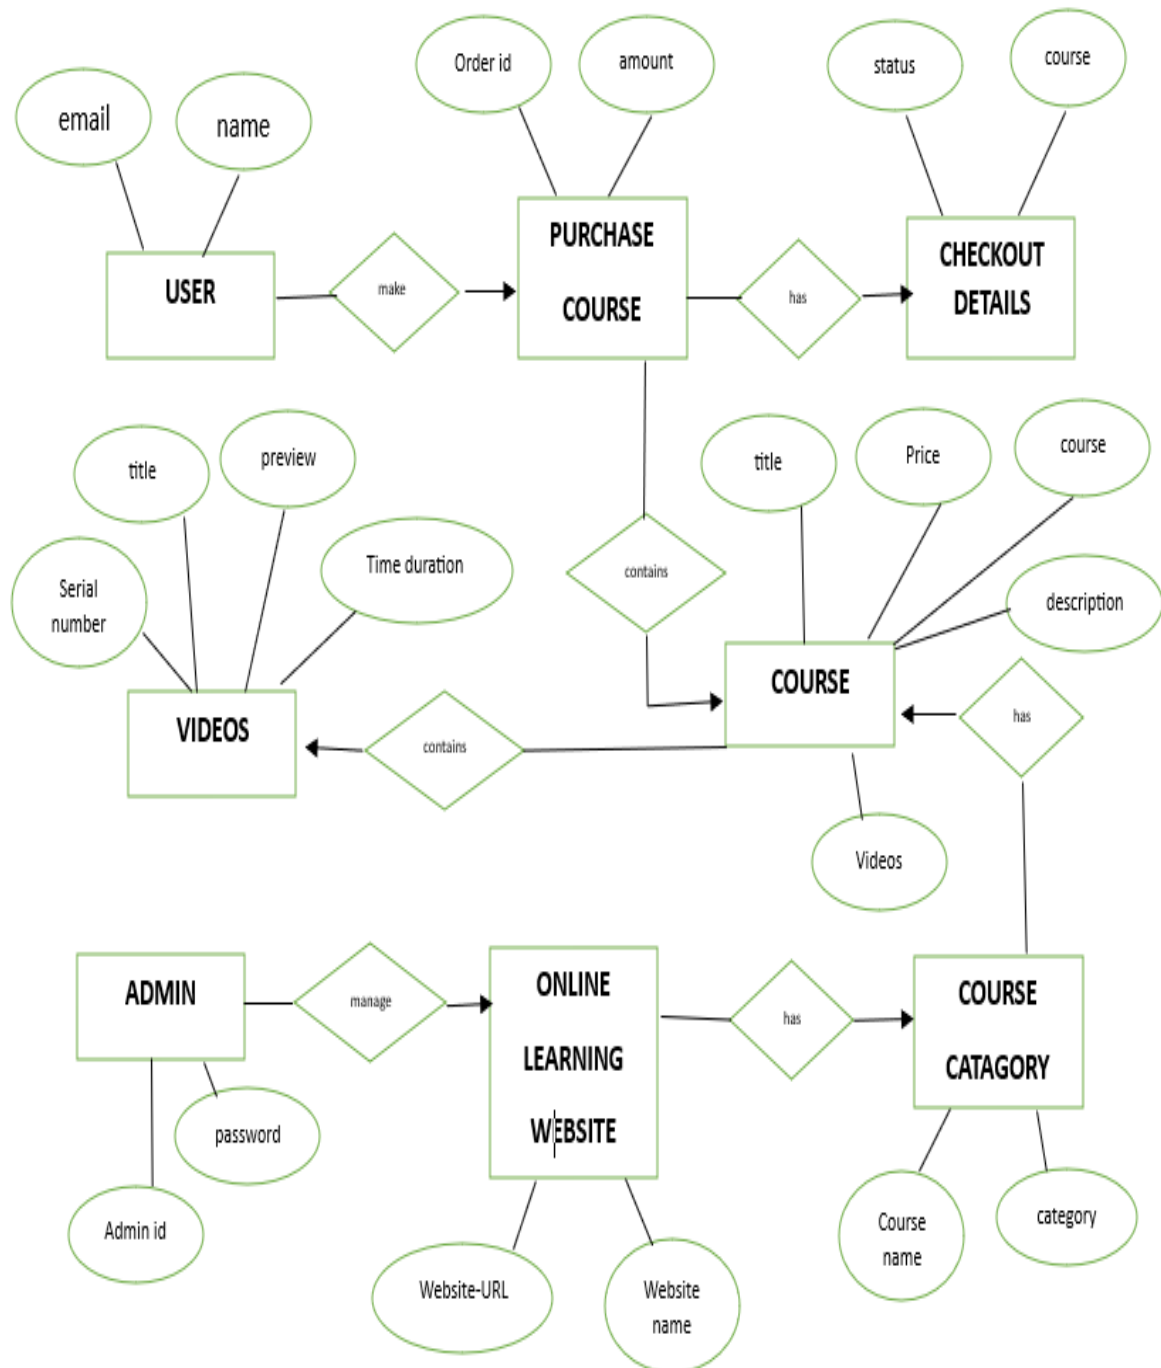 Order id
amount
status
course
email
name
PURCHASE
COURSE
CHECKOUT
DETAILS
USER
make
has
title
preview
title
Price
course
Serial
number
Time duration
contains
description
COURSE
VIDEOS
contains
has
Videos
ADMIN
manage
ONLINE
LEARNING
WEBSITE
has
COURSE
CATAGORY
password
Admin id
Website-URL
Website
name
Course
name
category